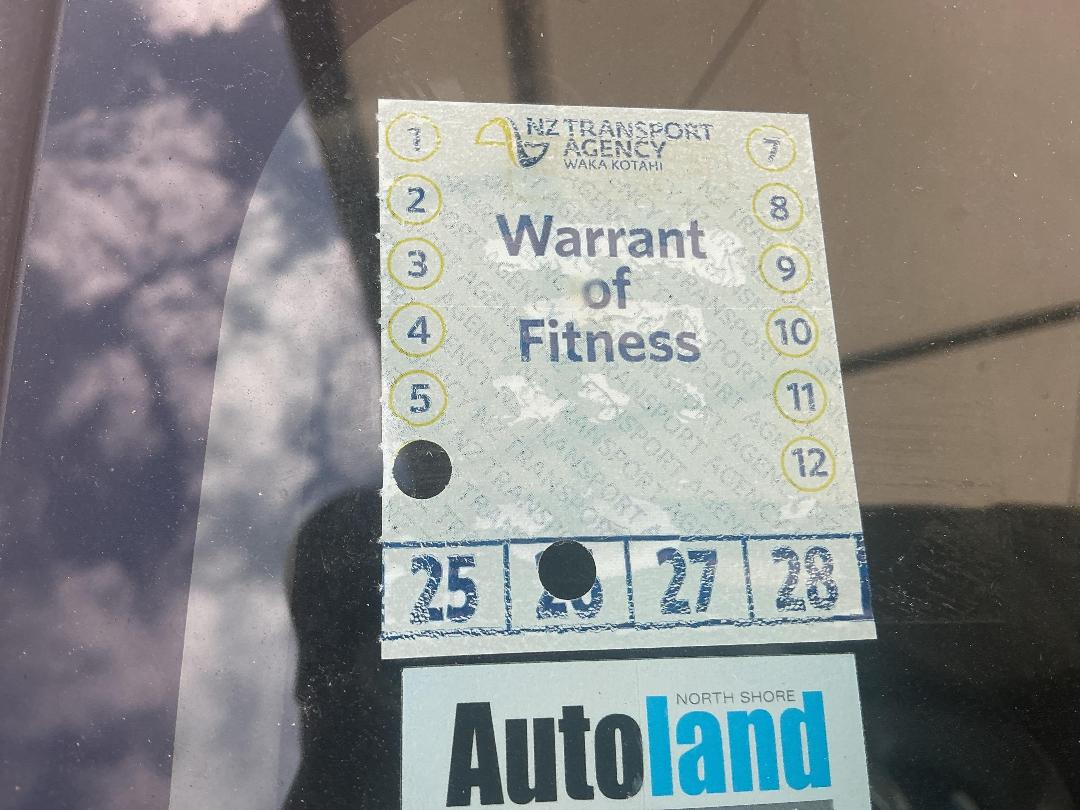 NZ TRANSPORT
AGENCY
WAKA KOTAHI
Warrant
of
Fitness
1
2
3
4
5
7
8
9
10
11
12
25 26 27 28
NORTH SHORE
Autoland